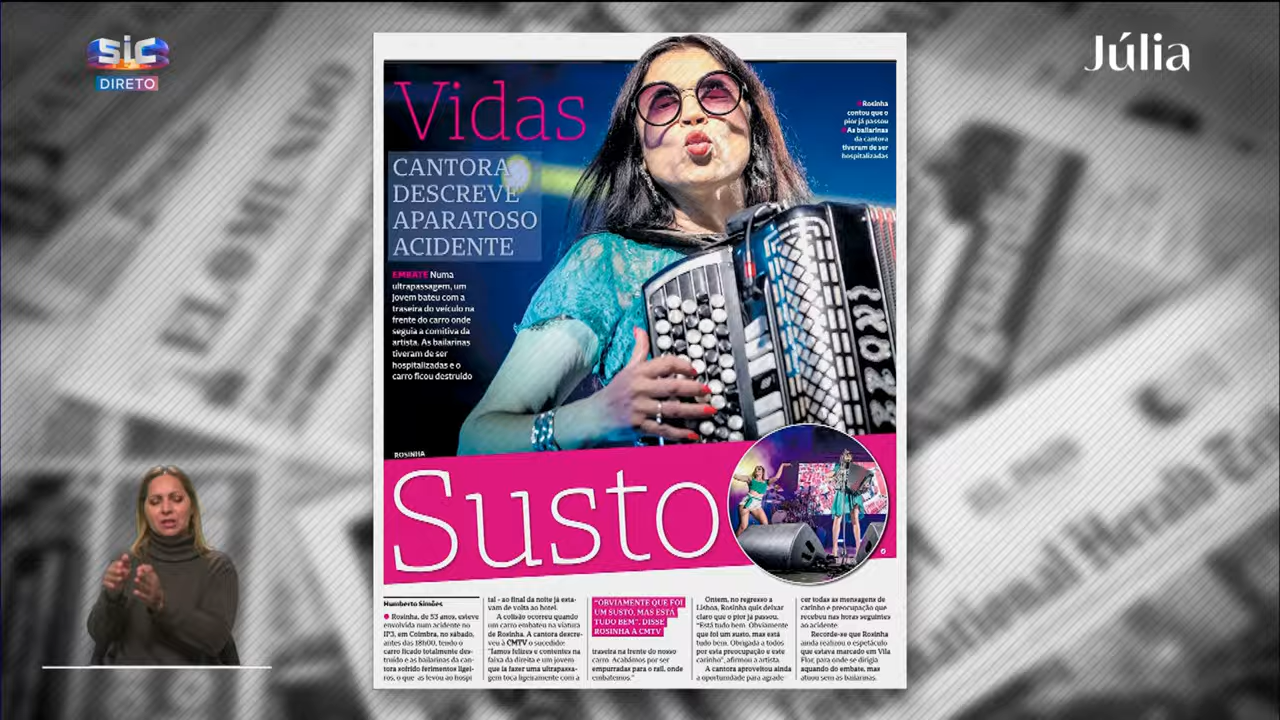 SIC
DIRETO
Júlia
Vidas
CANTORA
DESCREVE
APARATOSO
ACIDENTE
EMBATE Numa
ultrapassagem, um
jovem bateu com a
traseira do veículo na
frente do carro onde
seguia a comitiva da
artista. As bailarinas
tiveram de ser
hospitalizadas e o
carro ficou destruído
Rosinha
contou que o
pior já passou
As bailarinas
da cantora
tiveram de ser
hospitalizadas
ROSINHA
Susto
Humberto Simões
Rosinha, de 53 anos, esteve
envolvida num acidente no
IP3, em Coimbra, no sábado,
antes das 18h00, tendo o
carro ficado totalmente des-
truído e as bailarinas da can-
tora sofrido ferimentos ligei-
ros, o que as levou ao hospi
tal - ao final da noite já esta-
vam de volta ao hotel.
A colisão ocorreu quando
um carro embateu na viatura
de Rosinha. A cantora descre-
veu à CMTV o sucedido:
"Íamos felizes e contentes na
faixa da direita e um jovem
que ia fazer uma ultrapassa-
gem toca ligeiramente com a
"OBVIAMENTE QUE FOI
UM SUSTO, MAS ESTÁ
TUDO BEM", DISSE
ROSINHA À CMTV
traseira na frente do nosso
carro. Acabámos por ser
empurradas para o rail, onde
embatemos."
Ontem, no regresso a
Lisboa, Rosinha quis deixar
claro que o pior já passou.
"Está tudo bem. Obviamente
que foi um susto, mas está
tudo bem. Obrigada a todos
por esta preocupação e este
carinho", afirmou a artista.
A cantora aproveitou ainda
a oportunidade para agrade-
cer todas as mensagens de
carinho e preocupação que
recebeu nas horas seguintes
ao acidente.
Recorde-se que Rosinha
ainda realizou o espetáculo
que estava marcado em Vila
Flor, para onde se dirigia
aquando do embate, mas
atuou sem as bailarinas.